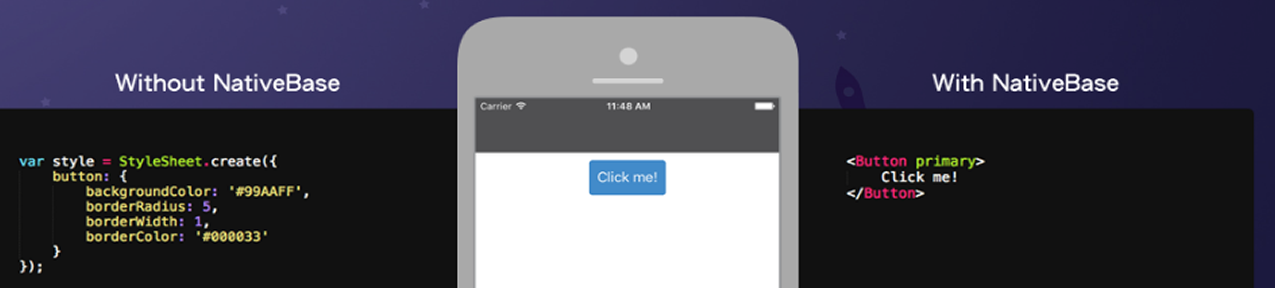 Without NativeBase
var style = StyleSheet.create({
    button: {
        backgroundColor: '#99AAFF',
        borderRadius: 5,
        borderWidth: 1,
        borderColor: '#000033'
    }
});
Carrier 11:48 AM
Click me!
With NativeBase
<Button primary>
    Click me!
</Button>